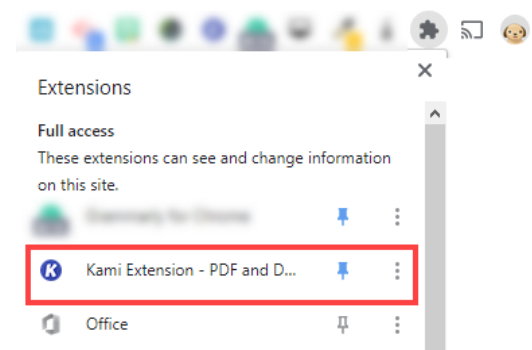 Extensions
Full access
These extensions can see and change information
on this site.
Kami Extension - PDF and D...
Office